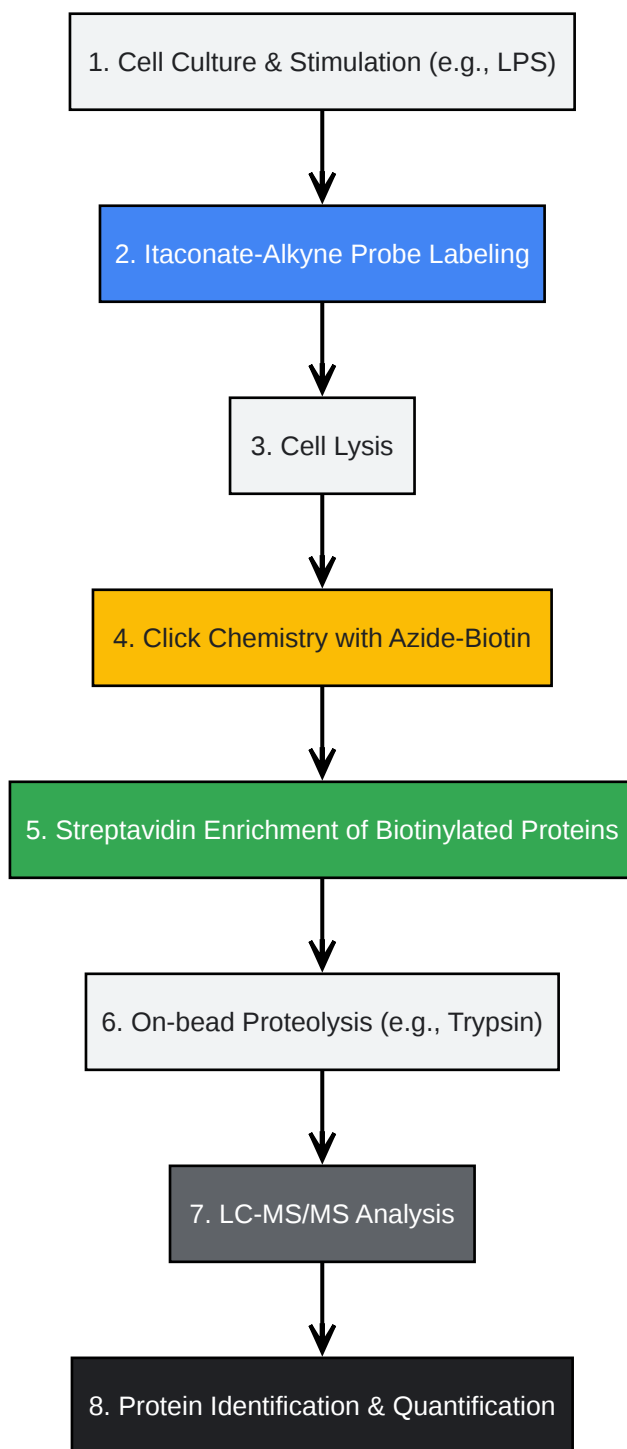 1. Cell Culture & Stimulation (e.g., LPS)
2. Itaconate-Alkyne Probe Labeling
3. Cell Lysis
4. Click Chemistry with Azide-Biotin
5. Streptavidin Enrichment of Biotinylated Proteins
6. On-bead Proteolysis (e.g., Trypsin)
7. LC-MS/MS Analysis
8. Protein Identification & Quantification